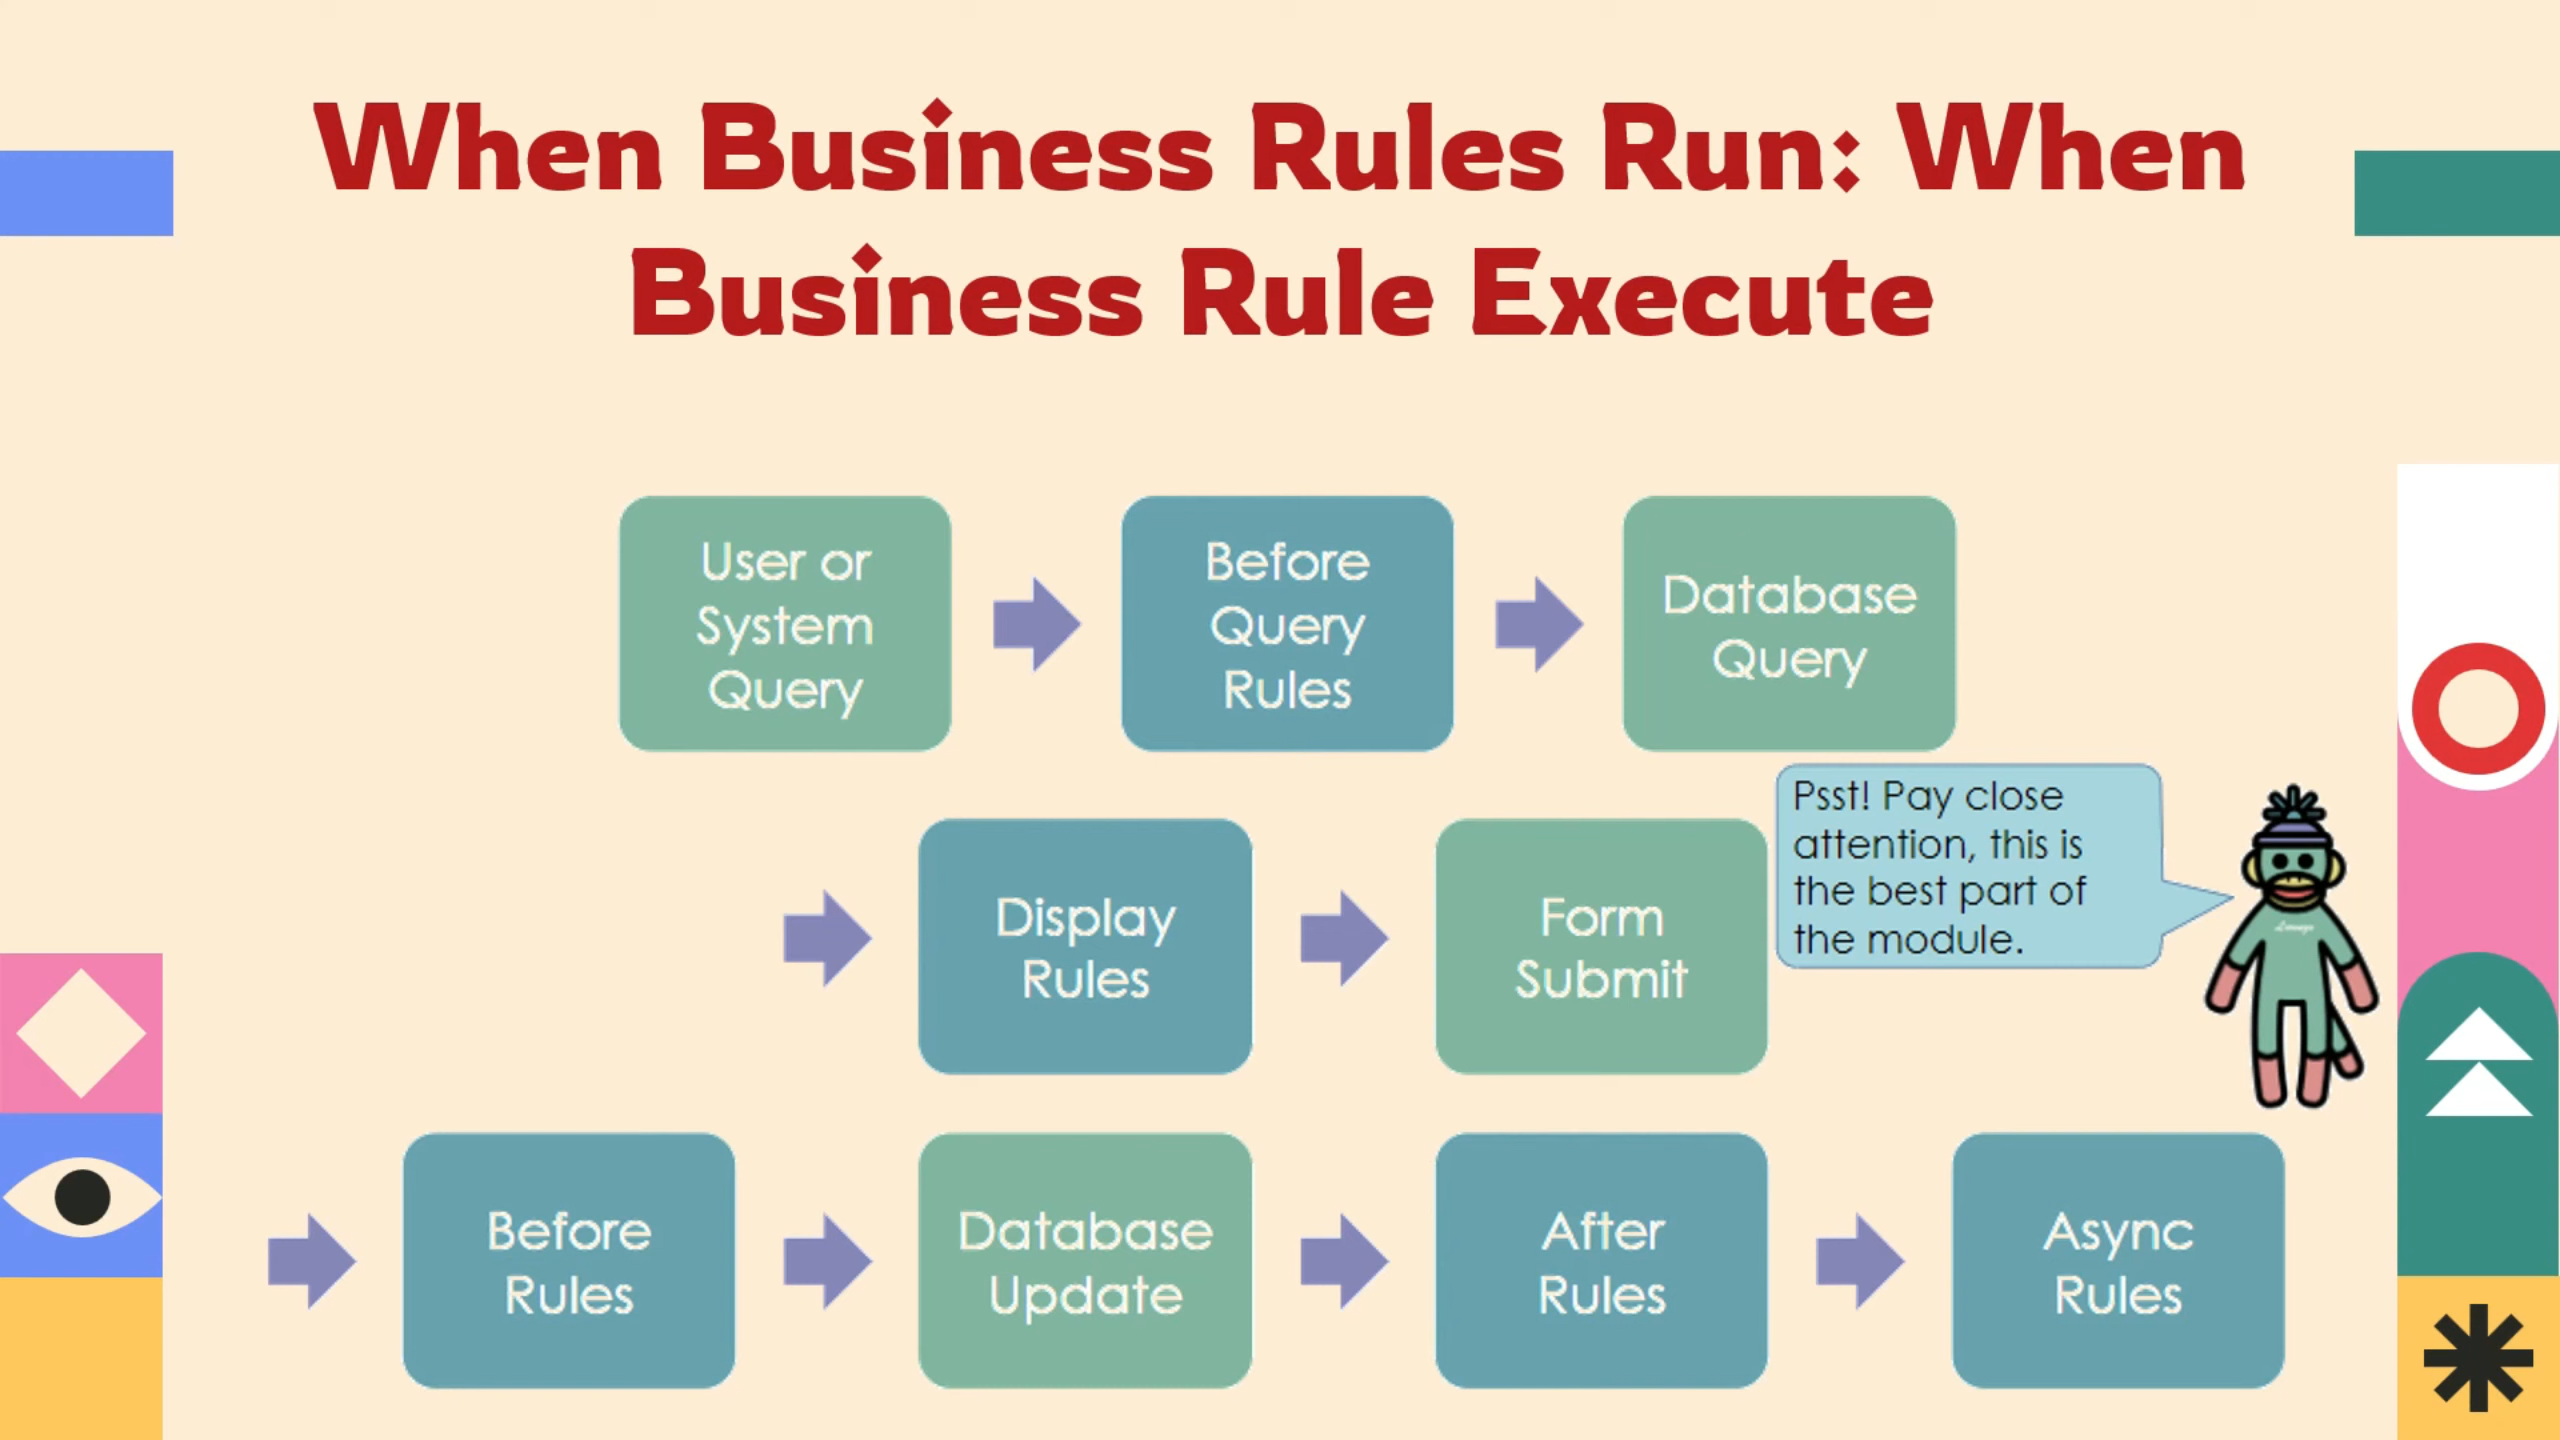 When Business Rules Run: When
Business Rule Execute
User or
System
Query
Before
Query
Rules
Database
Query
Psst! Pay close
attention, this is
the best part of
the module.
Display
Rules
Form
Submit
Before
Rules
Database
Update
After
Rules
Async
Rules